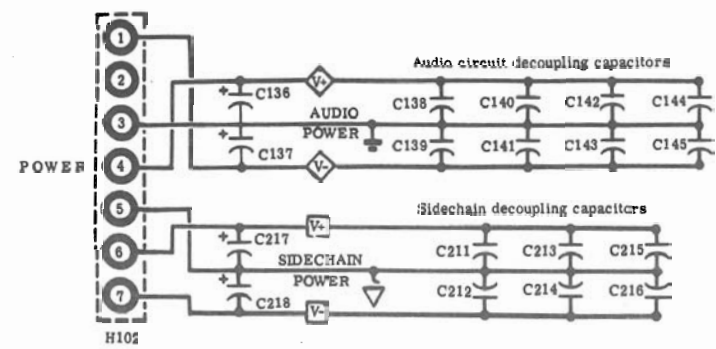 1
Audio circuit decoupling capacitors
2
V+
C136
C138
C140
C142
C144
3
AUDIO
POWER
C137
C139
C141
C143
C145
POWER
4
V-
5
Sidechain decoupling capacitors
V+
6
C217
C211
C213
C215
SIDECHAIN
POWER
C218
C212
C214
C216
7
V-
H102